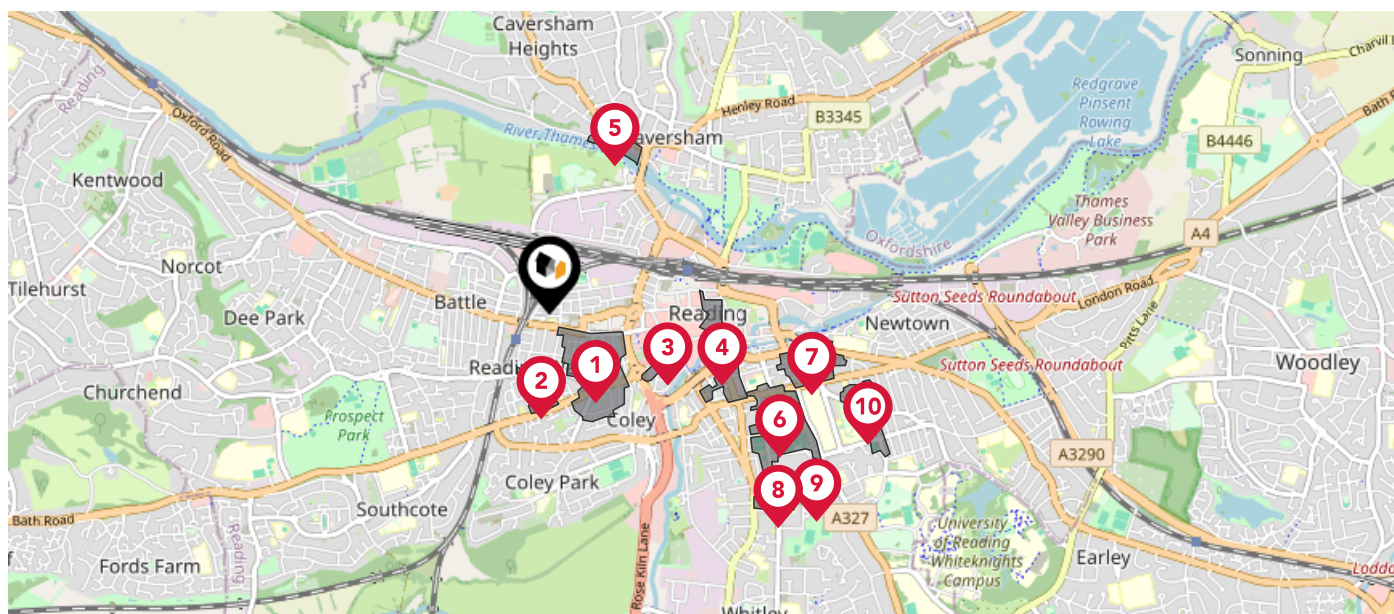 Caversham
Heights
Sonning
Charvil
Reading
Henley Road
Redgrave
Pinsent
Rowing
Lake
Bath R
Oxford Road
B3345
5
River Thames
aversham
B4446
Kentwood
Thames
Valley Business
Park
A4
Oxfordshire
Norcot
Tilehurst
Battle
Sutton Seeds Roundabout
London Road
Dee Park
Reading
Newtown
Pitts Lane
3
4
7
Woodley
Readi
1
2
Sutton Seeds Roundabout
Churchend
10
Prospect
Park
Coley
6
A3290
Coley Park
9
8
Southcote
Bath Road
A327
Reading
University
of Reading
Whiteknights
Campus
Rose Kiln Lane
Earley
f
Fords Farm
Loddo
Whitley